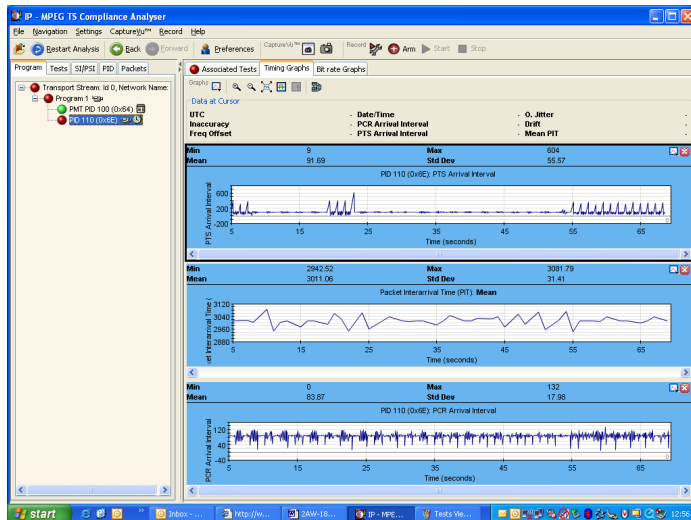 IP - MPEG TS Compliance Analyser
File Navigation Settings CaptureVu™ Record Help
Restart Analysis Back Forward Preferences CaptureVu™ Record Arm Start Stop
Program Tests SI/PSI PID Packets
Associated Tests Timing Graphs Bit rate Graphs
Transport Stream: Id 0, Network Name:
Program 1
PMT PID 100 (0x64)
PID 110 (0x6E)
Graphs
Data at Cursor
UTC - Date/Time - O. Jitter -
Inaccuracy - PCR Arrival Interval - Drift -
Freq Offset - PTS Arrival Interval - Mean PIT -
Min 9 Max 604
Mean 91.69 Std Dev 55.57
PID 110 (0x6E): PTS Arrival Interval
PTS Arrival Interval
600
200
-200
0
5 15 25 35 45 55 65
Time (seconds)
Min 2942.52 Max 3081.79
Mean 3011.06 Std Dev 31.41
Packet Interarrival Time (PIT): Mean
et Interarrival Time (
3120
3040
2960
2880
5 15 25 35 45 55 65
Time (seconds)
Min 0 Max 132
Mean 83.87 Std Dev 17.98
PID 110 (0x6E): PCR Arrival Interval
PCR Arrival Interval
120
40
-40
0
5 15 25 35 45 55 65
Time (seconds)
start » Inbox - ... http://w... 2AW-18... IP - MPE... Tests Vie... 12:56